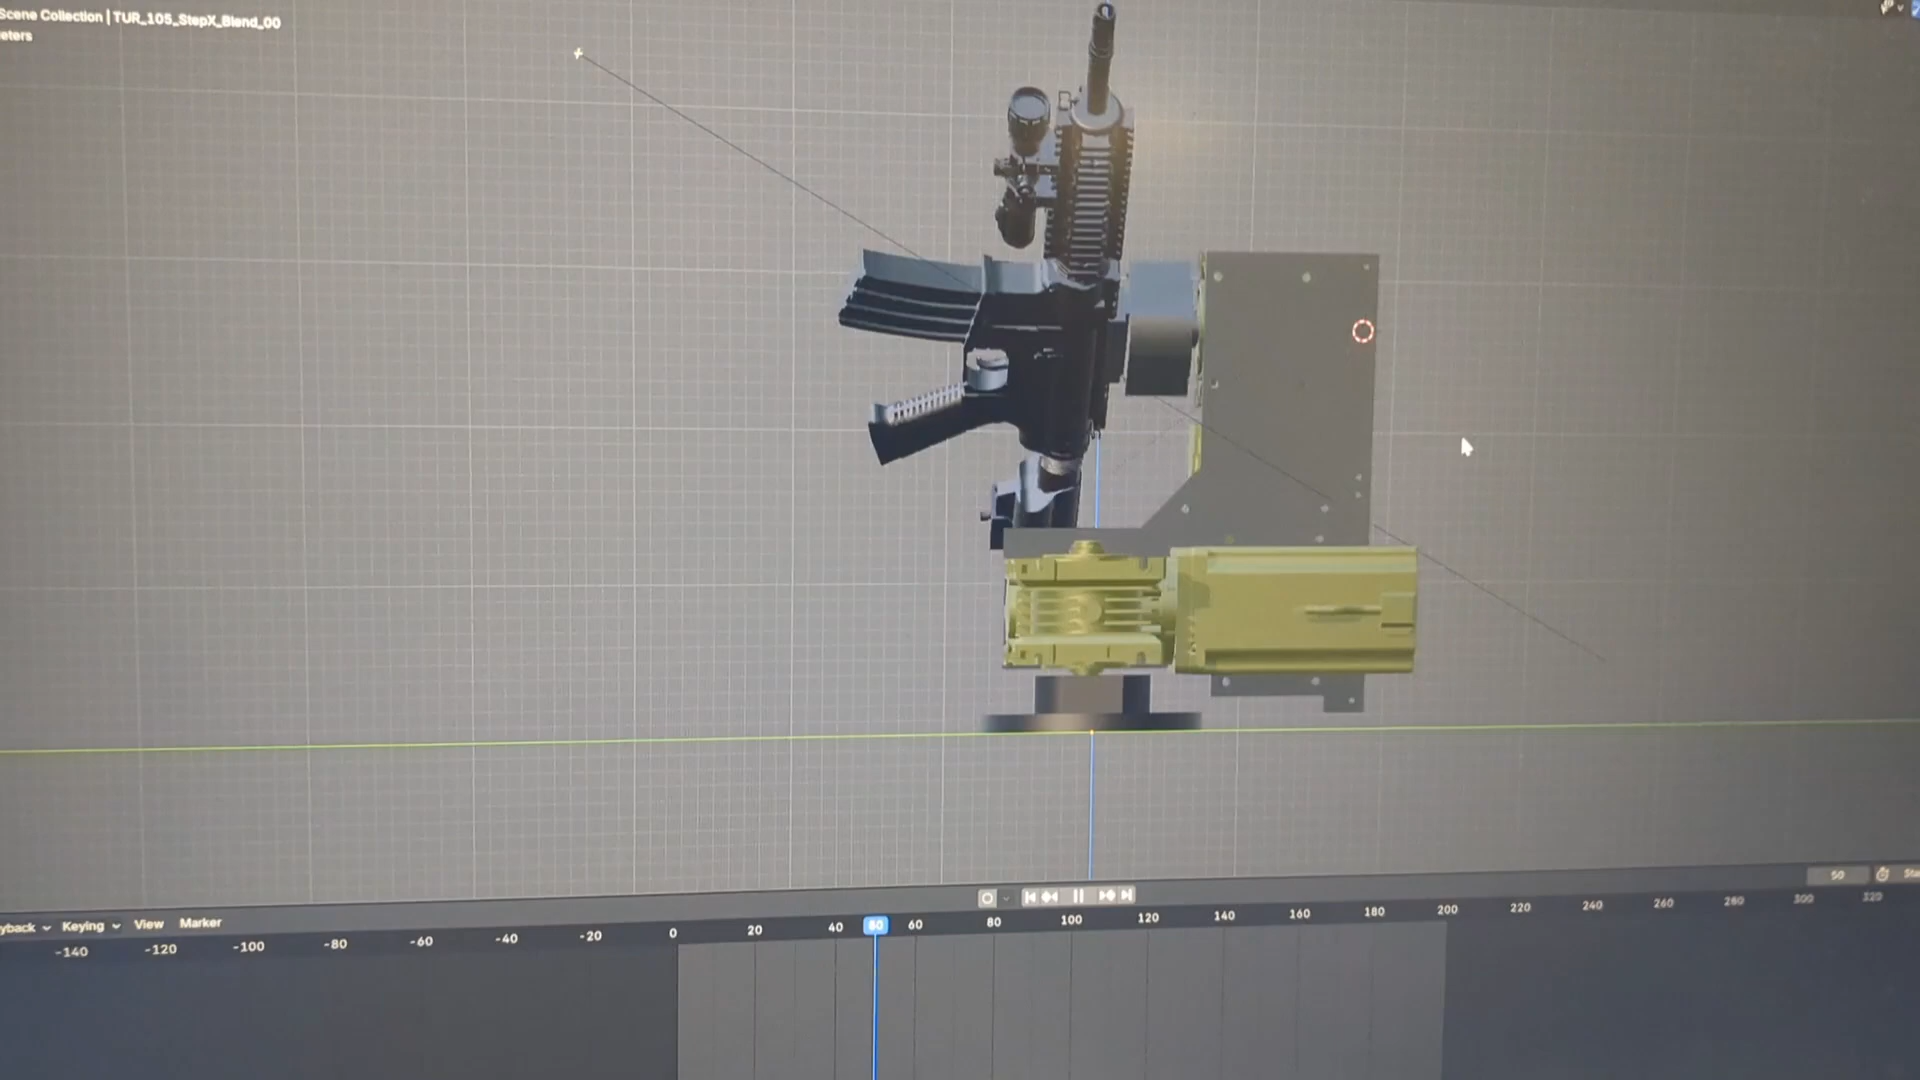 Scene Collection | TUR_105_StepX_Blend_00
eters
50
Sta
yback Keying View Marker
-140 -120 -100 -80 -60 -40 -20 0 20 40 50 60 80 100 120 140 160 180 200 220 240 260 280 300 320